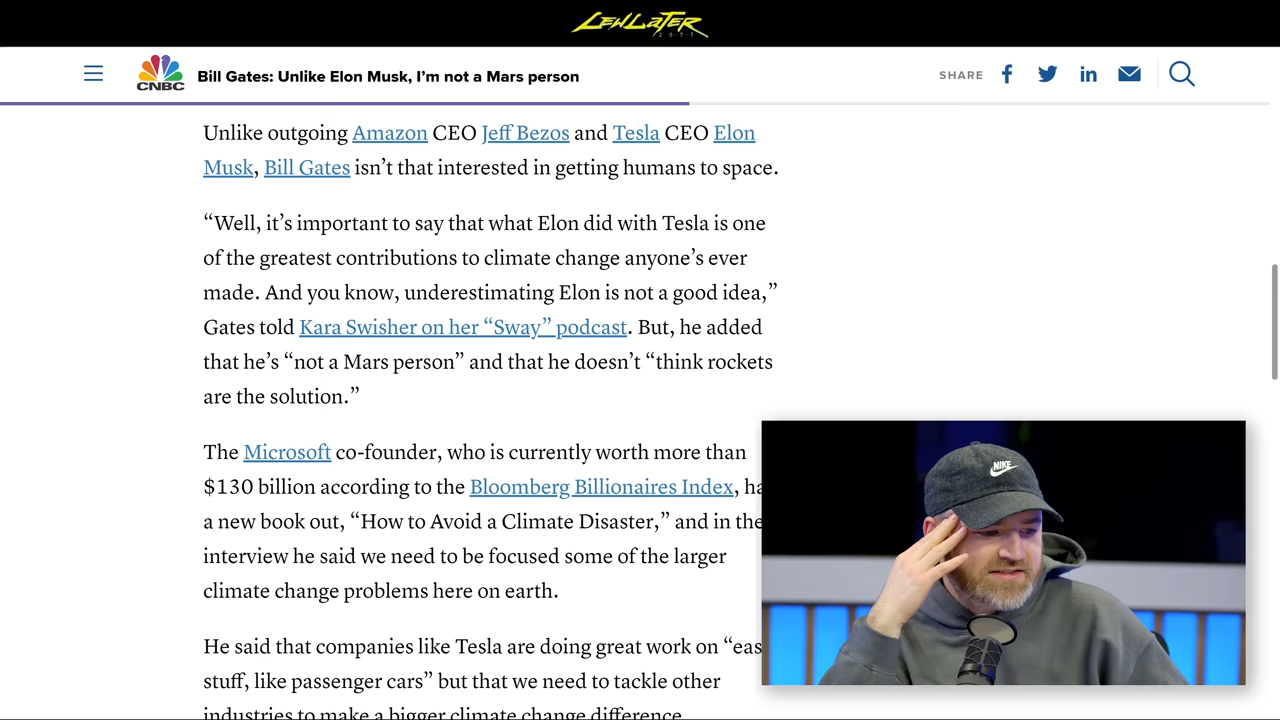 LEWLATER
2077
CNBC
Bill Gates: Unlike Elon Musk, I’m not a Mars person
SHARE
Unlike outgoing Amazon CEO Jeff Bezos and Tesla CEO Elon
Musk, Bill Gates isn’t that interested in getting humans to space.
“Well, it’s important to say that what Elon did with Tesla is one
of the greatest contributions to climate change anyone’s ever
made. And you know, underestimating Elon is not a good idea,”
Gates told Kara Swisher on her “Sway” podcast. But, he added
that he’s “not a Mars person” and that he doesn’t “think rockets
are the solution.”
The Microsoft co-founder, who is currently worth more than
$130 billion according to the Bloomberg Billionaires Index, ha
a new book out, “How to Avoid a Climate Disaster,” and in the
interview he said we need to be focused some of the larger
climate change problems here on earth.
He said that companies like Tesla are doing great work on “eas
stuff, like passenger cars” but that we need to tackle other
industries to make a bigger climate change difference.
NIKE